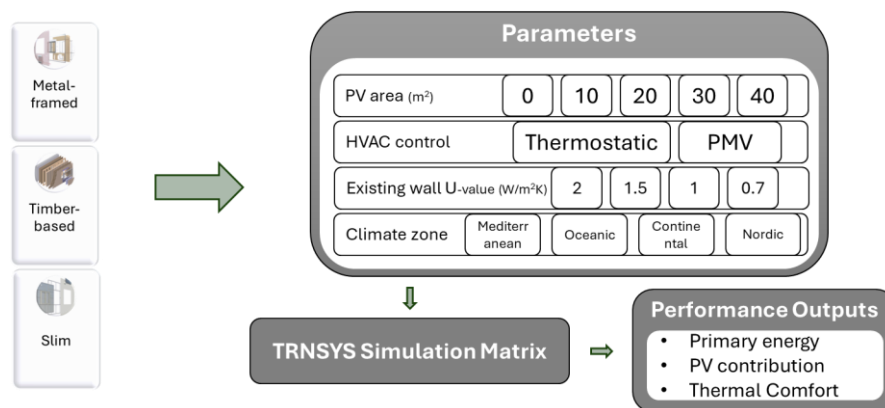 Metal-
framed
Timber-
based
Slim
Parameters
PV area (m²) 0 10 20 30 40
HVAC control Thermostatic PMV
Existing wall U-value (W/m²K) 2 1.5 1 0.7
Climate zone Mediterr
anean Oceanic Contine
ntal Nordic
TRNSYS Simulation Matrix
Performance Outputs
• Primary energy
• PV contribution
• Thermal Comfort